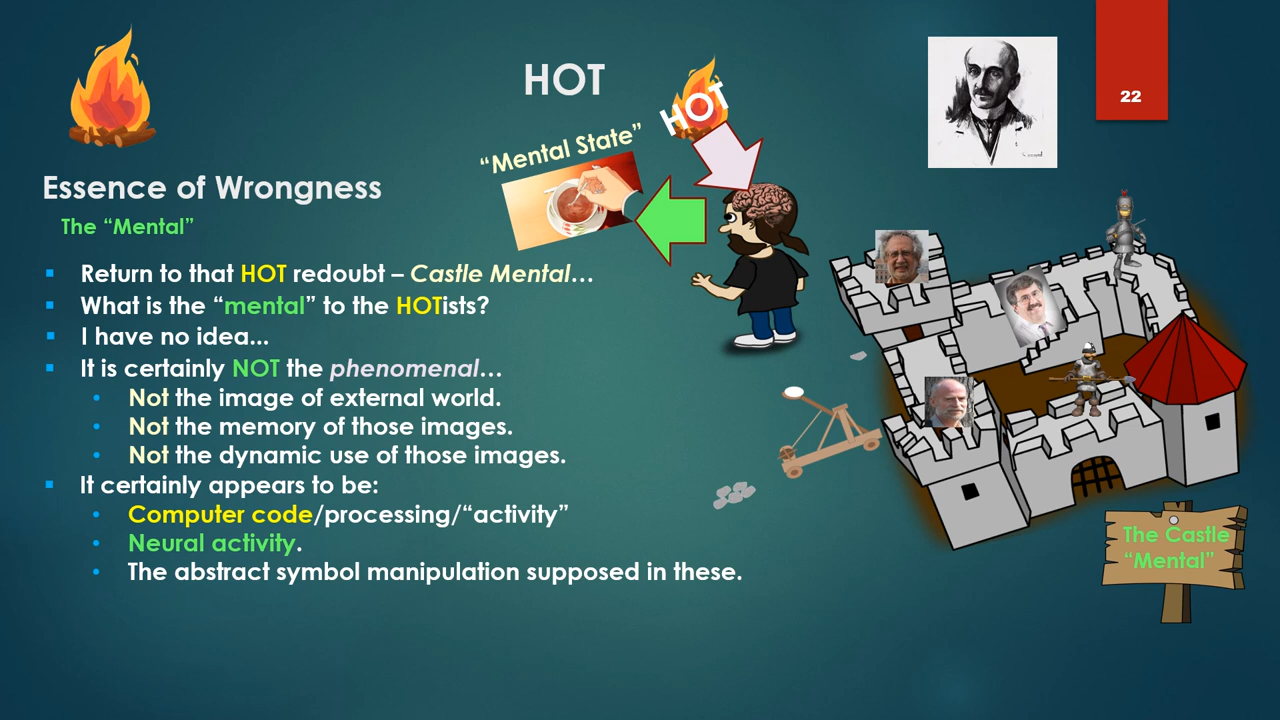 HOT
22
HOT
“Mental State”
Essence of Wrongness
The “Mental”
Return to that HOT redoubt – Castle Mental…
What is the “mental” to the HOTists?
I have no idea...
It is certainly NOT the phenomenal…
Not the image of external world.
Not the memory of those images.
Not the dynamic use of those images.
It certainly appears to be:
Computer code/processing/“activity”
Neural activity.
The abstract symbol manipulation supposed in these.
The Castle
“Mental”